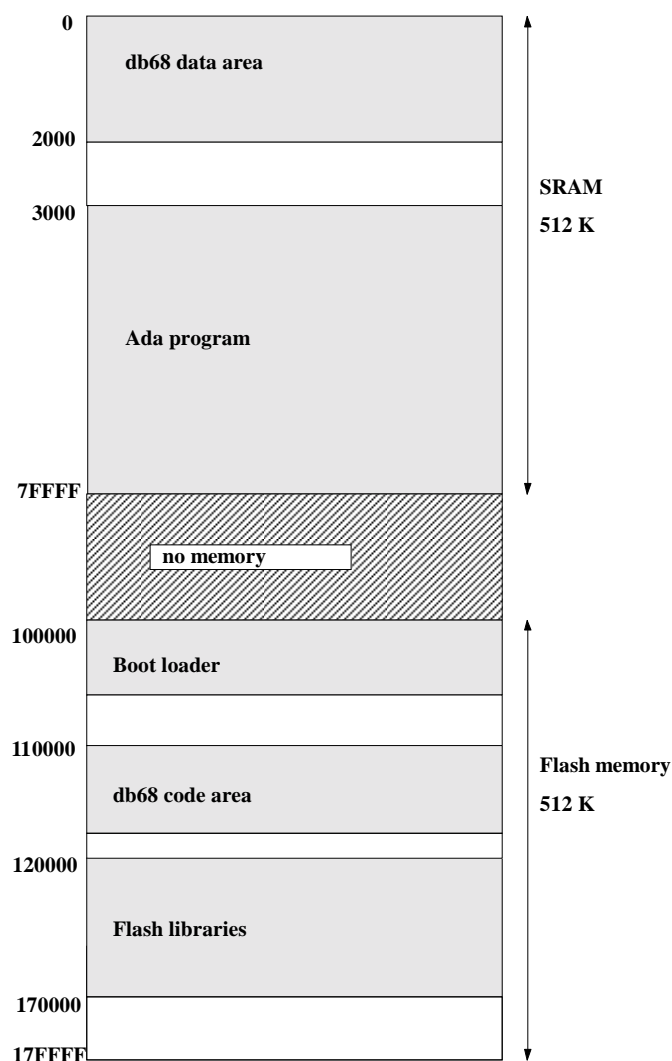 0
db68 data area
2000
SRAM
3000
512 K
Ada program
7FFFF
no memory
100000
Boot loader
110000
Flash memory
db68 code area
512 K
120000
Flash libraries
170000
17FFFF